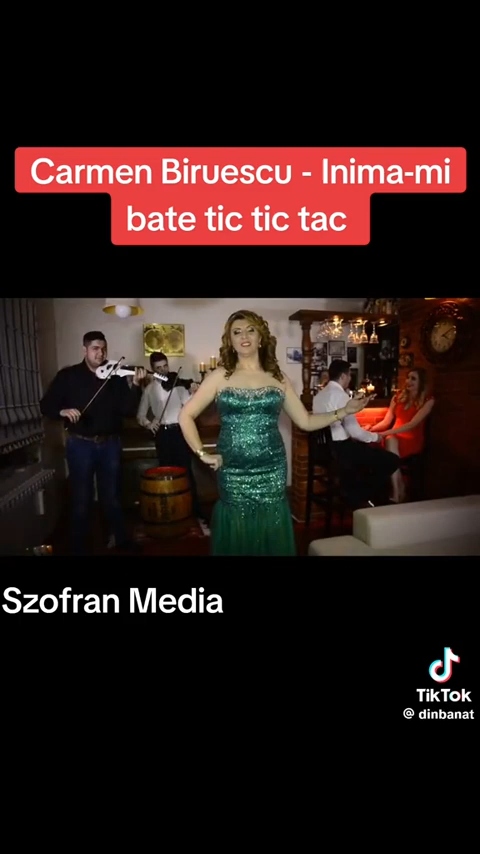 Carmen Biruescu - Inima-mi
bate tic tic tac
Szofran Media
TikTok
@ dinbanat